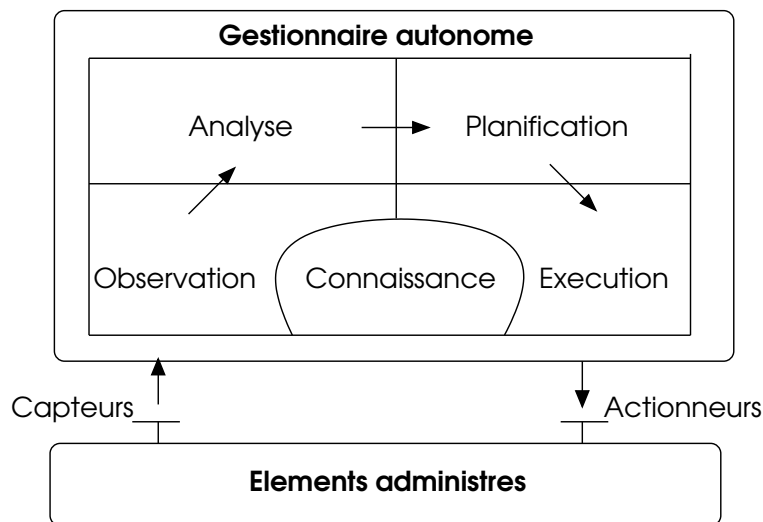 Gestionnaire autonome
Analyse
Planification
Observation
Connaissance
Execution
Capteurs
Actionneurs
Elements administres